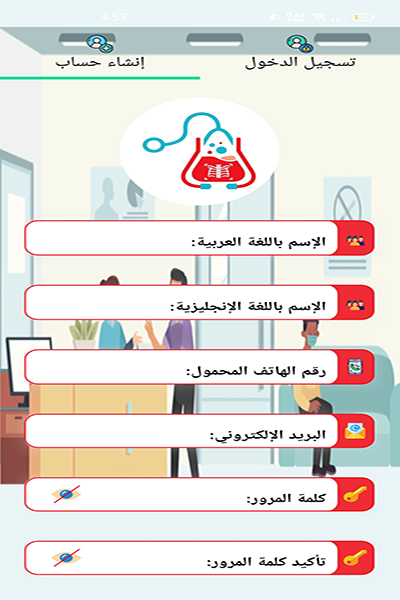 3:57
تسجيل الدخول
إنشاء حساب
الإسم باللغة العربية:
الإسم باللغة الإنجليزية:
رقم الهاتف المحمول:
البريد الإلكتروني:
كلمة المرور:
تأكيد كلمة المرور: